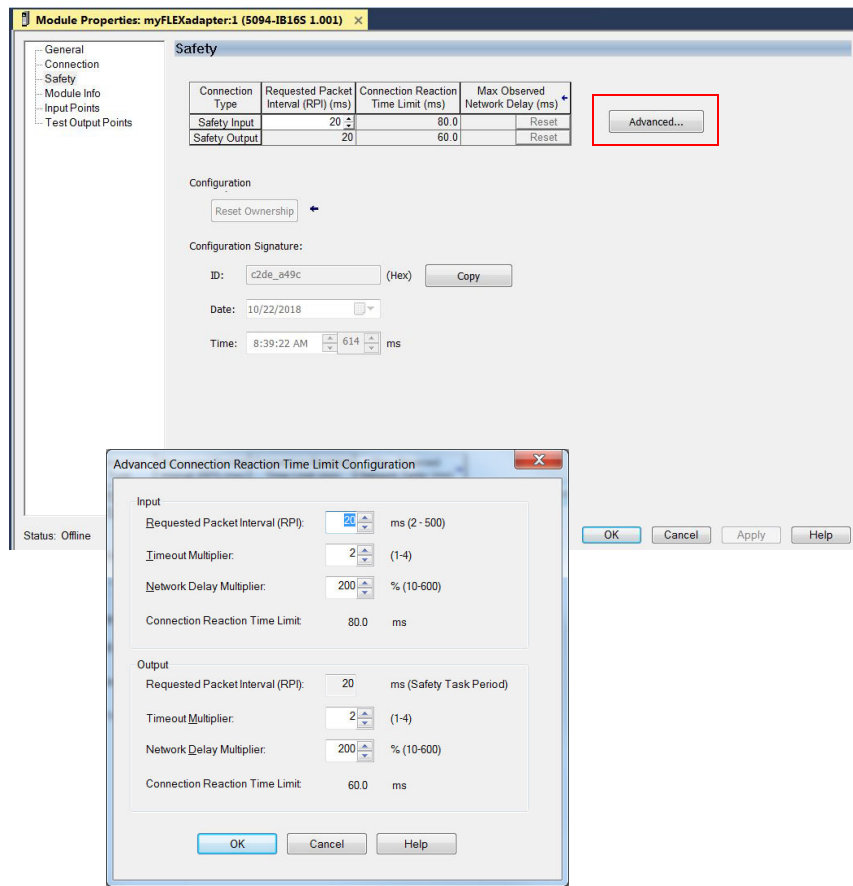 Module Properties: myFLEXadapter:1 (5094-IB16S 1.001) ×
General
Connection
Safety
Module Info
Input Points
Test Output Points
Safety
Connection Type Requested Packet Interval (RPI) (ms) Connection Reaction Time Limit (ms) Max Observed Network Delay (ms)
Safety Input 20 80.0 Reset
Safety Output 20 60.0 Reset
Advanced...
Configuration
Reset Ownership
Configuration Signature:
ID: c2de_a49c (Hex) Copy
Date: 10/22/2018
Time: 8:39:22 AM 614 ms
Status: Offline
OK Cancel Apply Help
Advanced Connection Reaction Time Limit Configuration
Input
Requested Packet Interval (RPI): 20 ms (2 - 500)
Timeout Multiplier: 2 (1-4)
Network Delay Multiplier: 200 % (10-600)
Connection Reaction Time Limit: 80.0 ms
Output
Requested Packet Interval (RPI): 20 ms (Safety Task Period)
Timeout Multiplier: 2 (1-4)
Network Delay Multiplier: 200 % (10-600)
Connection Reaction Time Limit: 60.0 ms
OK Cancel Help